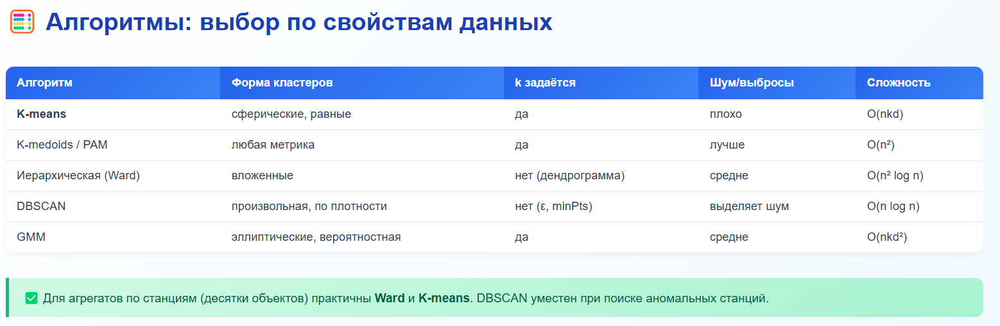 Алгоритмы: выбор по свойствам данных
Алгоритм Форма кластеров k задаётся Шум/выбросы Сложность
K-means сферические, равные да плохо O(nkd)
K-medoids / PAM любая метрика да лучше O(n²)
Иерархическая (Ward) вложенные нет (дендрограмма) средне O(n² log n)
DBSCAN произвольная, по плотности нет (ε, minPts) выделяет шум O(n log n)
GMM эллиптические, вероятностная да средне O(nkd²)
✅ Для агрегатов по станциям (десятки объектов) практичны Ward и K-means. DBSCAN уместен при поиске аномальных станций.